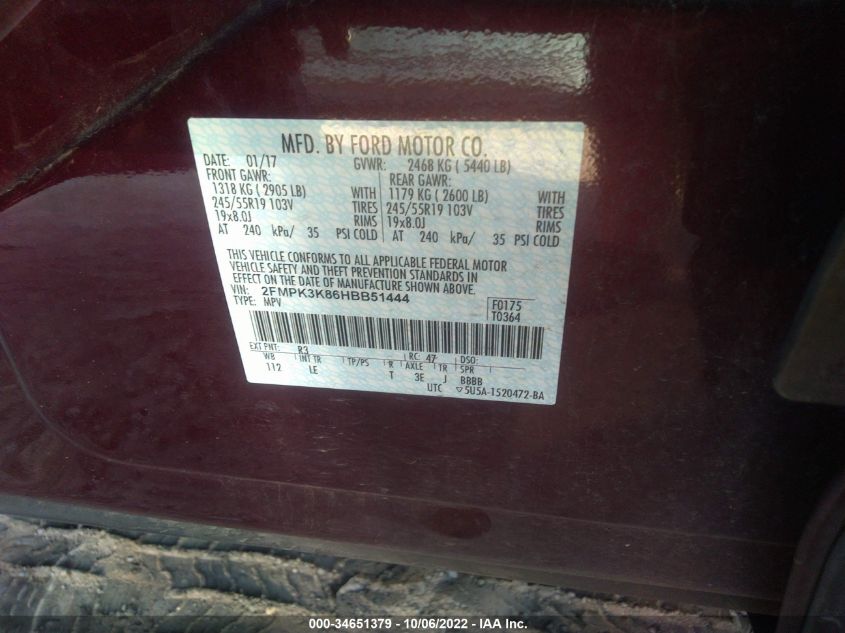 MFD. BY FORD MOTOR CO.
DATE: 01/17 GVWR: 2468 KG ( 5440 LB)
FRONT GAWR: REAR GAWR:
1318 KG ( 2905 LB) WITH 1179 KG ( 2600 LB) WITH
245/55R19 103V TIRES 245/55R19 103V TIRES
19x8.0J RIMS 19x8.0J RIMS
AT 240 kPa/ 35 PSI COLD AT 240 kPa/ 35 PSI COLD
THIS VEHICLE CONFORMS TO ALL APPLICABLE FEDERAL MOTOR
VEHICLE SAFETY AND THEFT PREVENTION STANDARDS IN
EFFECT ON THE DATE OF MANUFACTURE SHOWN ABOVE.
VIN: 2FMPK3K86HBB51444 F0175
TYPE: MPV T0364
EXT PNT: R3 RC: 47 DSO:
WB INT TR TP/PS R AXLE TR SPR
112 LE T 3E J BBBB
UTC ▽5U5A-1520472-BA
000-34651379 - 10/06/2022 - IAA Inc.